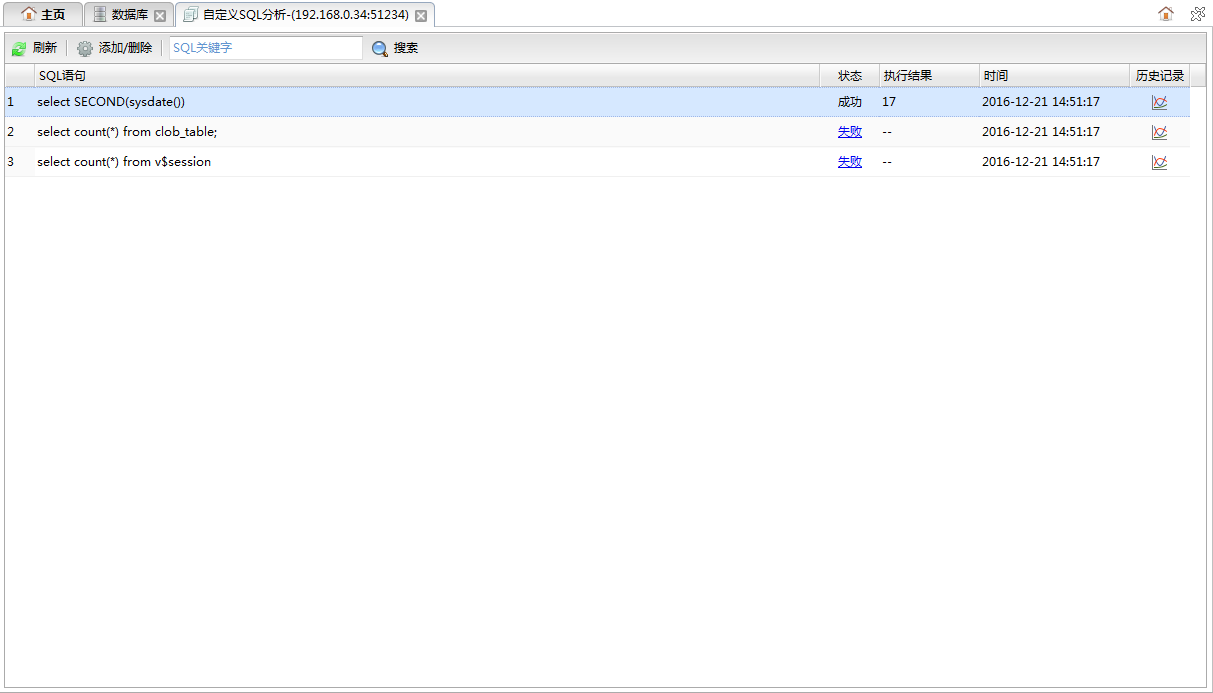 主页 数据库 自定义SQL分析-(192.168.0.34:51234)
刷新 添加/删除 SQL关键字 搜索
SQL语句 状态 执行结果 时间 历史记录
1 select SECOND(sysdate()) 成功 17 2016-12-21 14:51:17
2 select count(*) from clob_table; 失败 -- 2016-12-21 14:51:17
3 select count(*) from v$session 失败 -- 2016-12-21 14:51:17